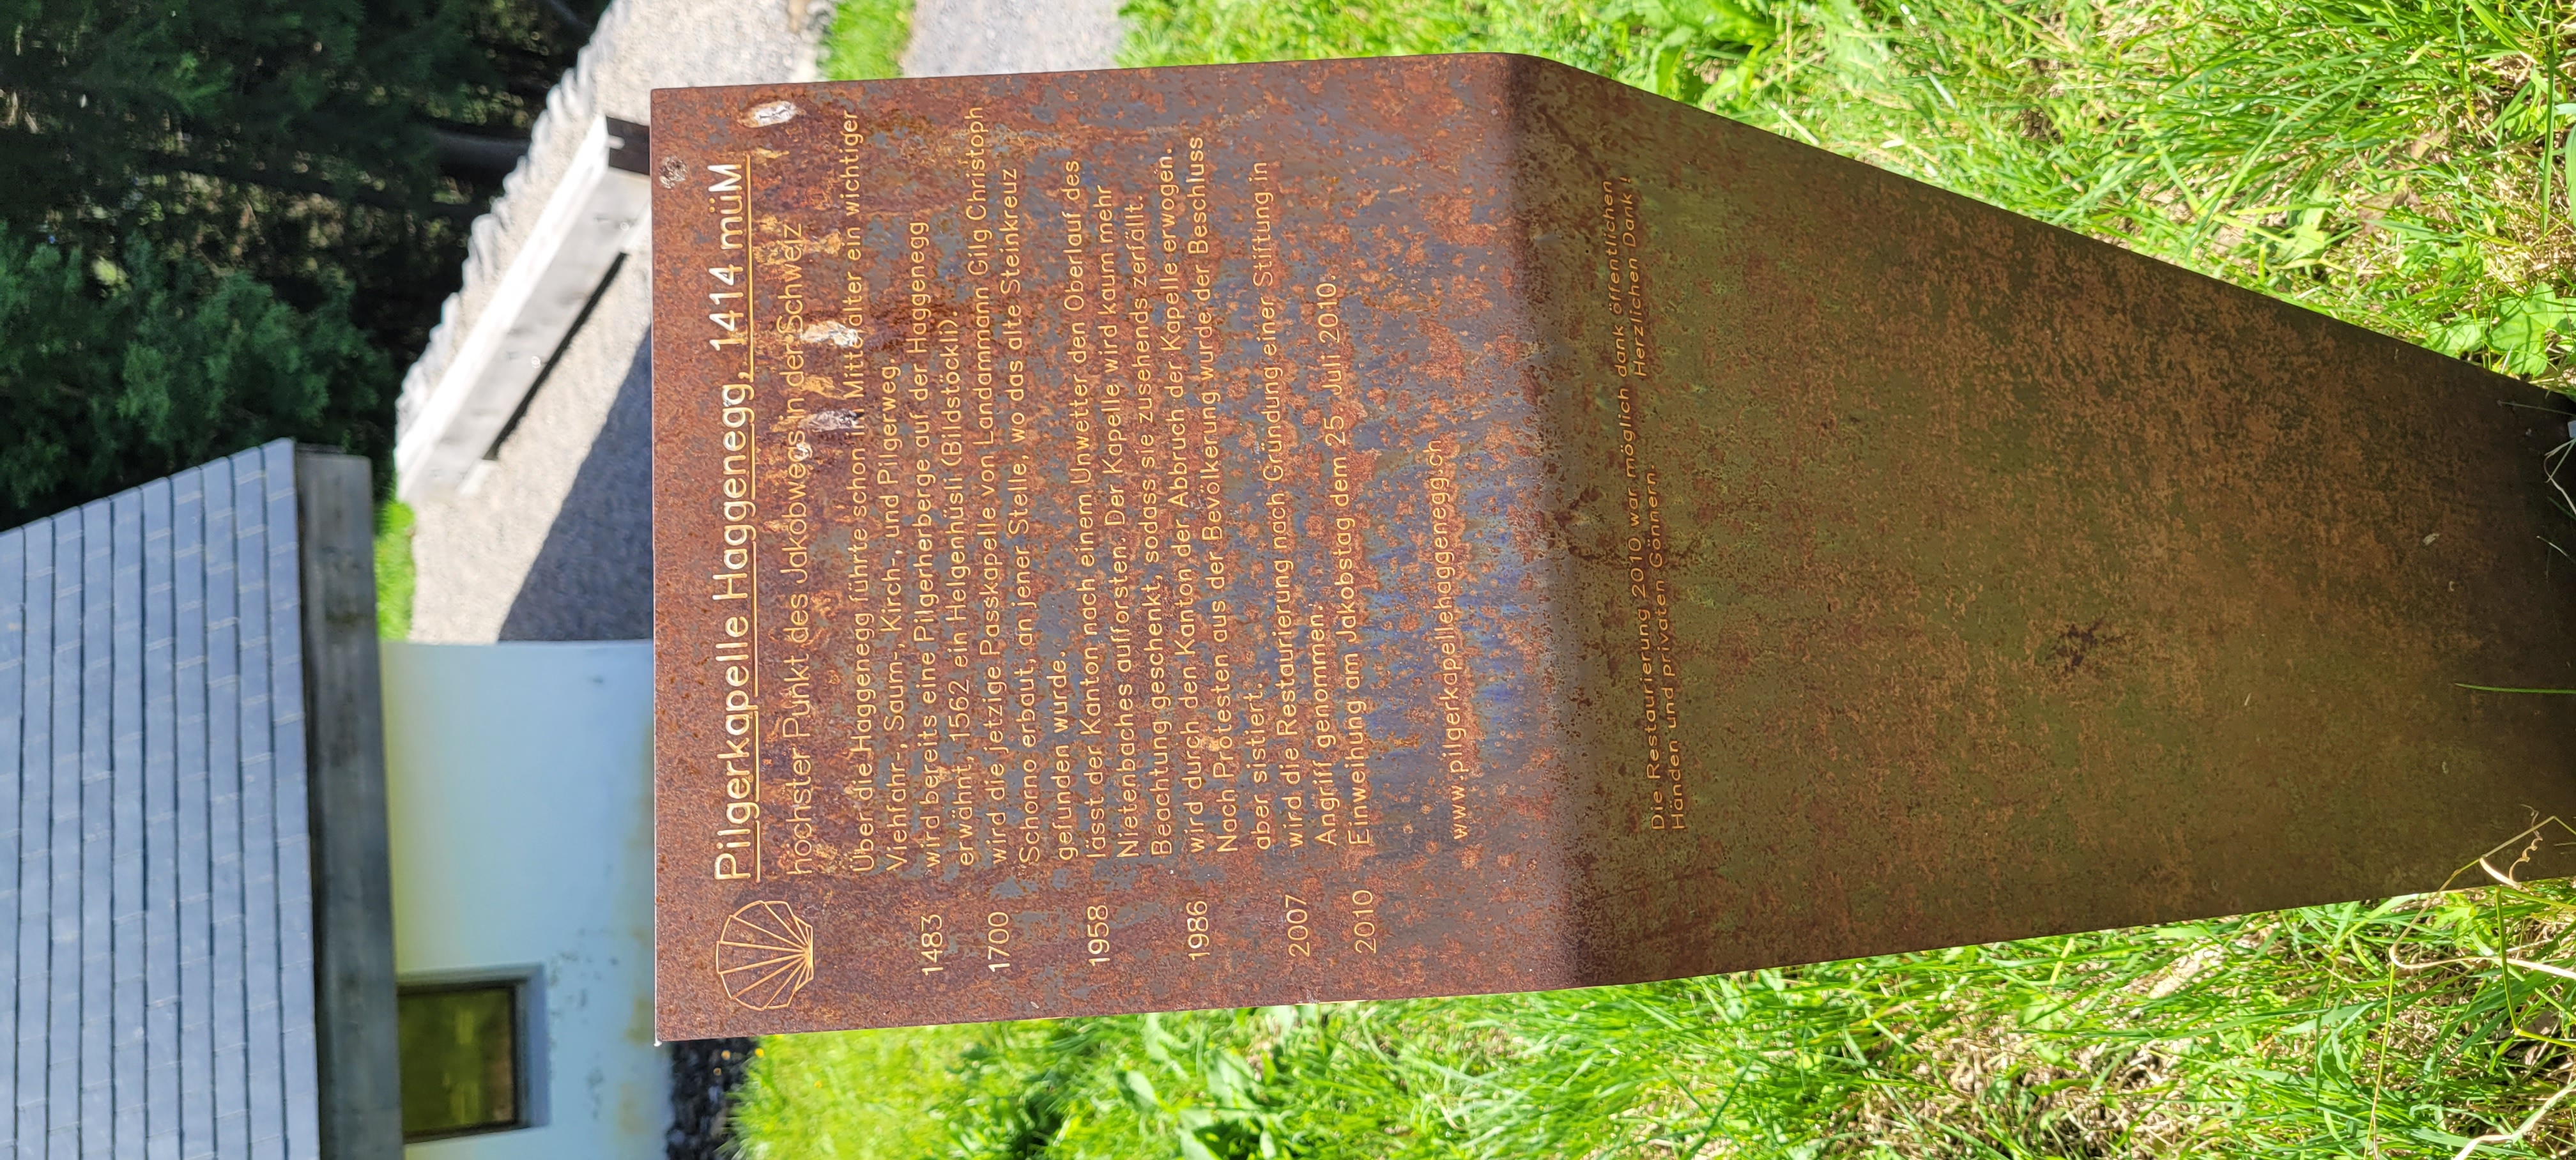 Pilgerkapelle Haggenegg, 1414 müM
höchster Punkt des Jakobwegs in der Schweiz
Über die Haggenegg führte schon im Mittelalter ein wichtiger
Viehfahr-, Saum-, Kirch-, und Pilgerweg.
1483 wird bereits eine Pilgerherberge auf der Haggenegg
erwähnt, 1562 ein Helgenhüsli (Bildstöckli).
1700 wird die jetzige Passkapelle von Landammann Gilg Christoph
Schorno erbaut, an jener Stelle, wo das alte Steinkreuz
gefunden wurde.
1958 lässt der Kanton nach einem Unwetter den Oberlauf des
Nietenbaches aufforsten. Der Kapelle wird kaum mehr
Beachtung geschenkt, sodass sie zusehends zerfällt.
1986 wird durch den Kanton der Abbruch der Kapelle erwogen.
Nach Protesten aus der Bevölkerung wurde der Beschluss
aber sistiert.
2007 wird die Restaurierung nach Gründung einer Stiftung in
Angriff genommen.
2010 Einweihung am Jakobstag dem 25. Juli 2010.
www.pilgerkapellehaggenegg.ch
Die Restaurierung 2010 war möglich dank öffentlichen
Händen und privaten Gönnern. Herzlichen Dank!